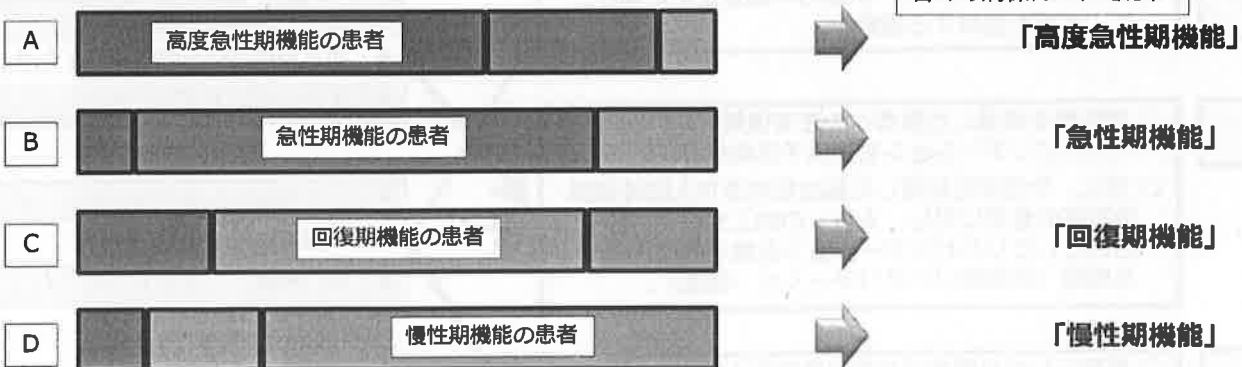 A 高度急性期機能の患者 「高度急性期機能」
B 急性期機能の患者 「急性期機能」
C 回復期機能の患者 「回復期機能」
D 慢性期機能の患者 「慢性期機能」